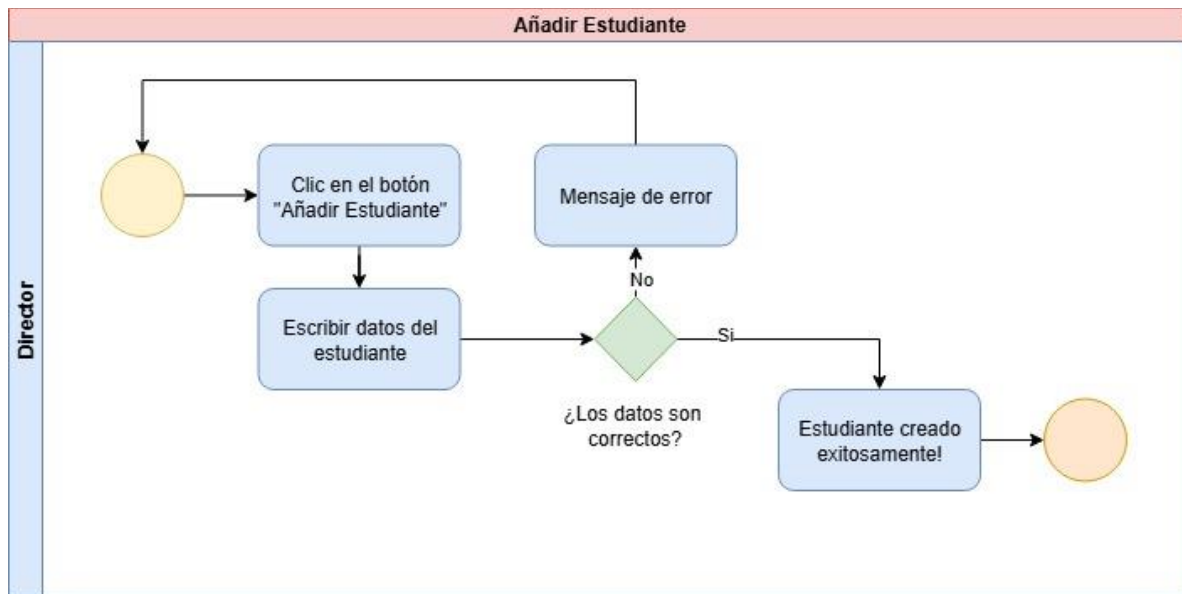 Añadir Estudiante
Director
Clic en el botón
"Añadir Estudiante"
Mensaje de error
Escribir datos del
estudiante
No
Si
¿Los datos son
correctos?
Estudiante creado
exitosamente!